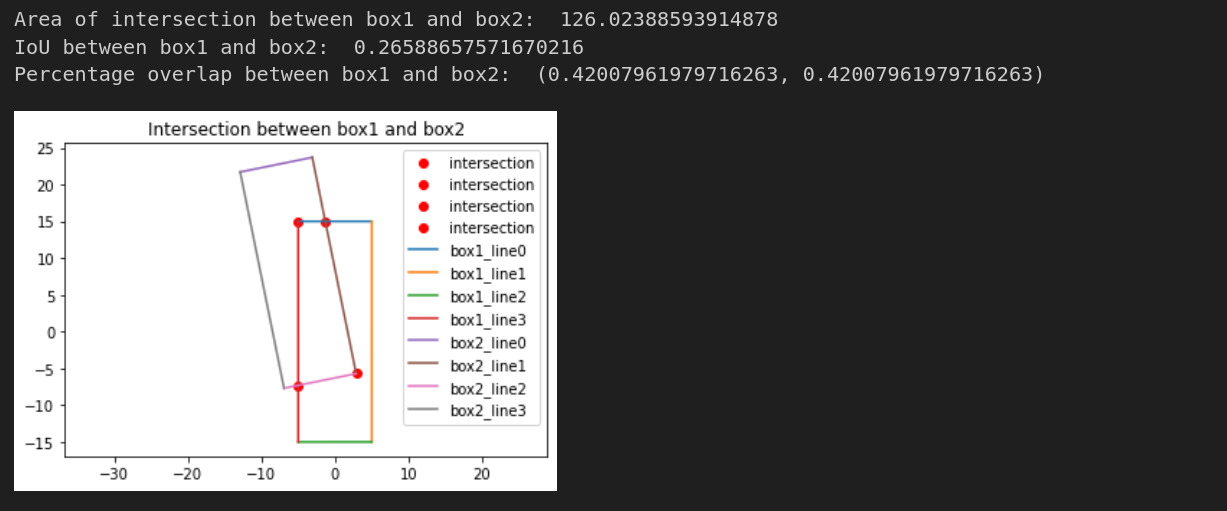 Area of intersection between box1 and box2:  126.02388593914878
IoU between box1 and box2:  0.26588657571670216
Percentage overlap between box1 and box2:  (0.42007961979716263, 0.42007961979716263)
Intersection between box1 and box2
25
20
15
10
5
0
−5
−10
−15
−30
−20
−10
0
10
20
intersection
intersection
intersection
intersection
box1_line0
box1_line1
box1_line2
box1_line3
box2_line0
box2_line1
box2_line2
box2_line3